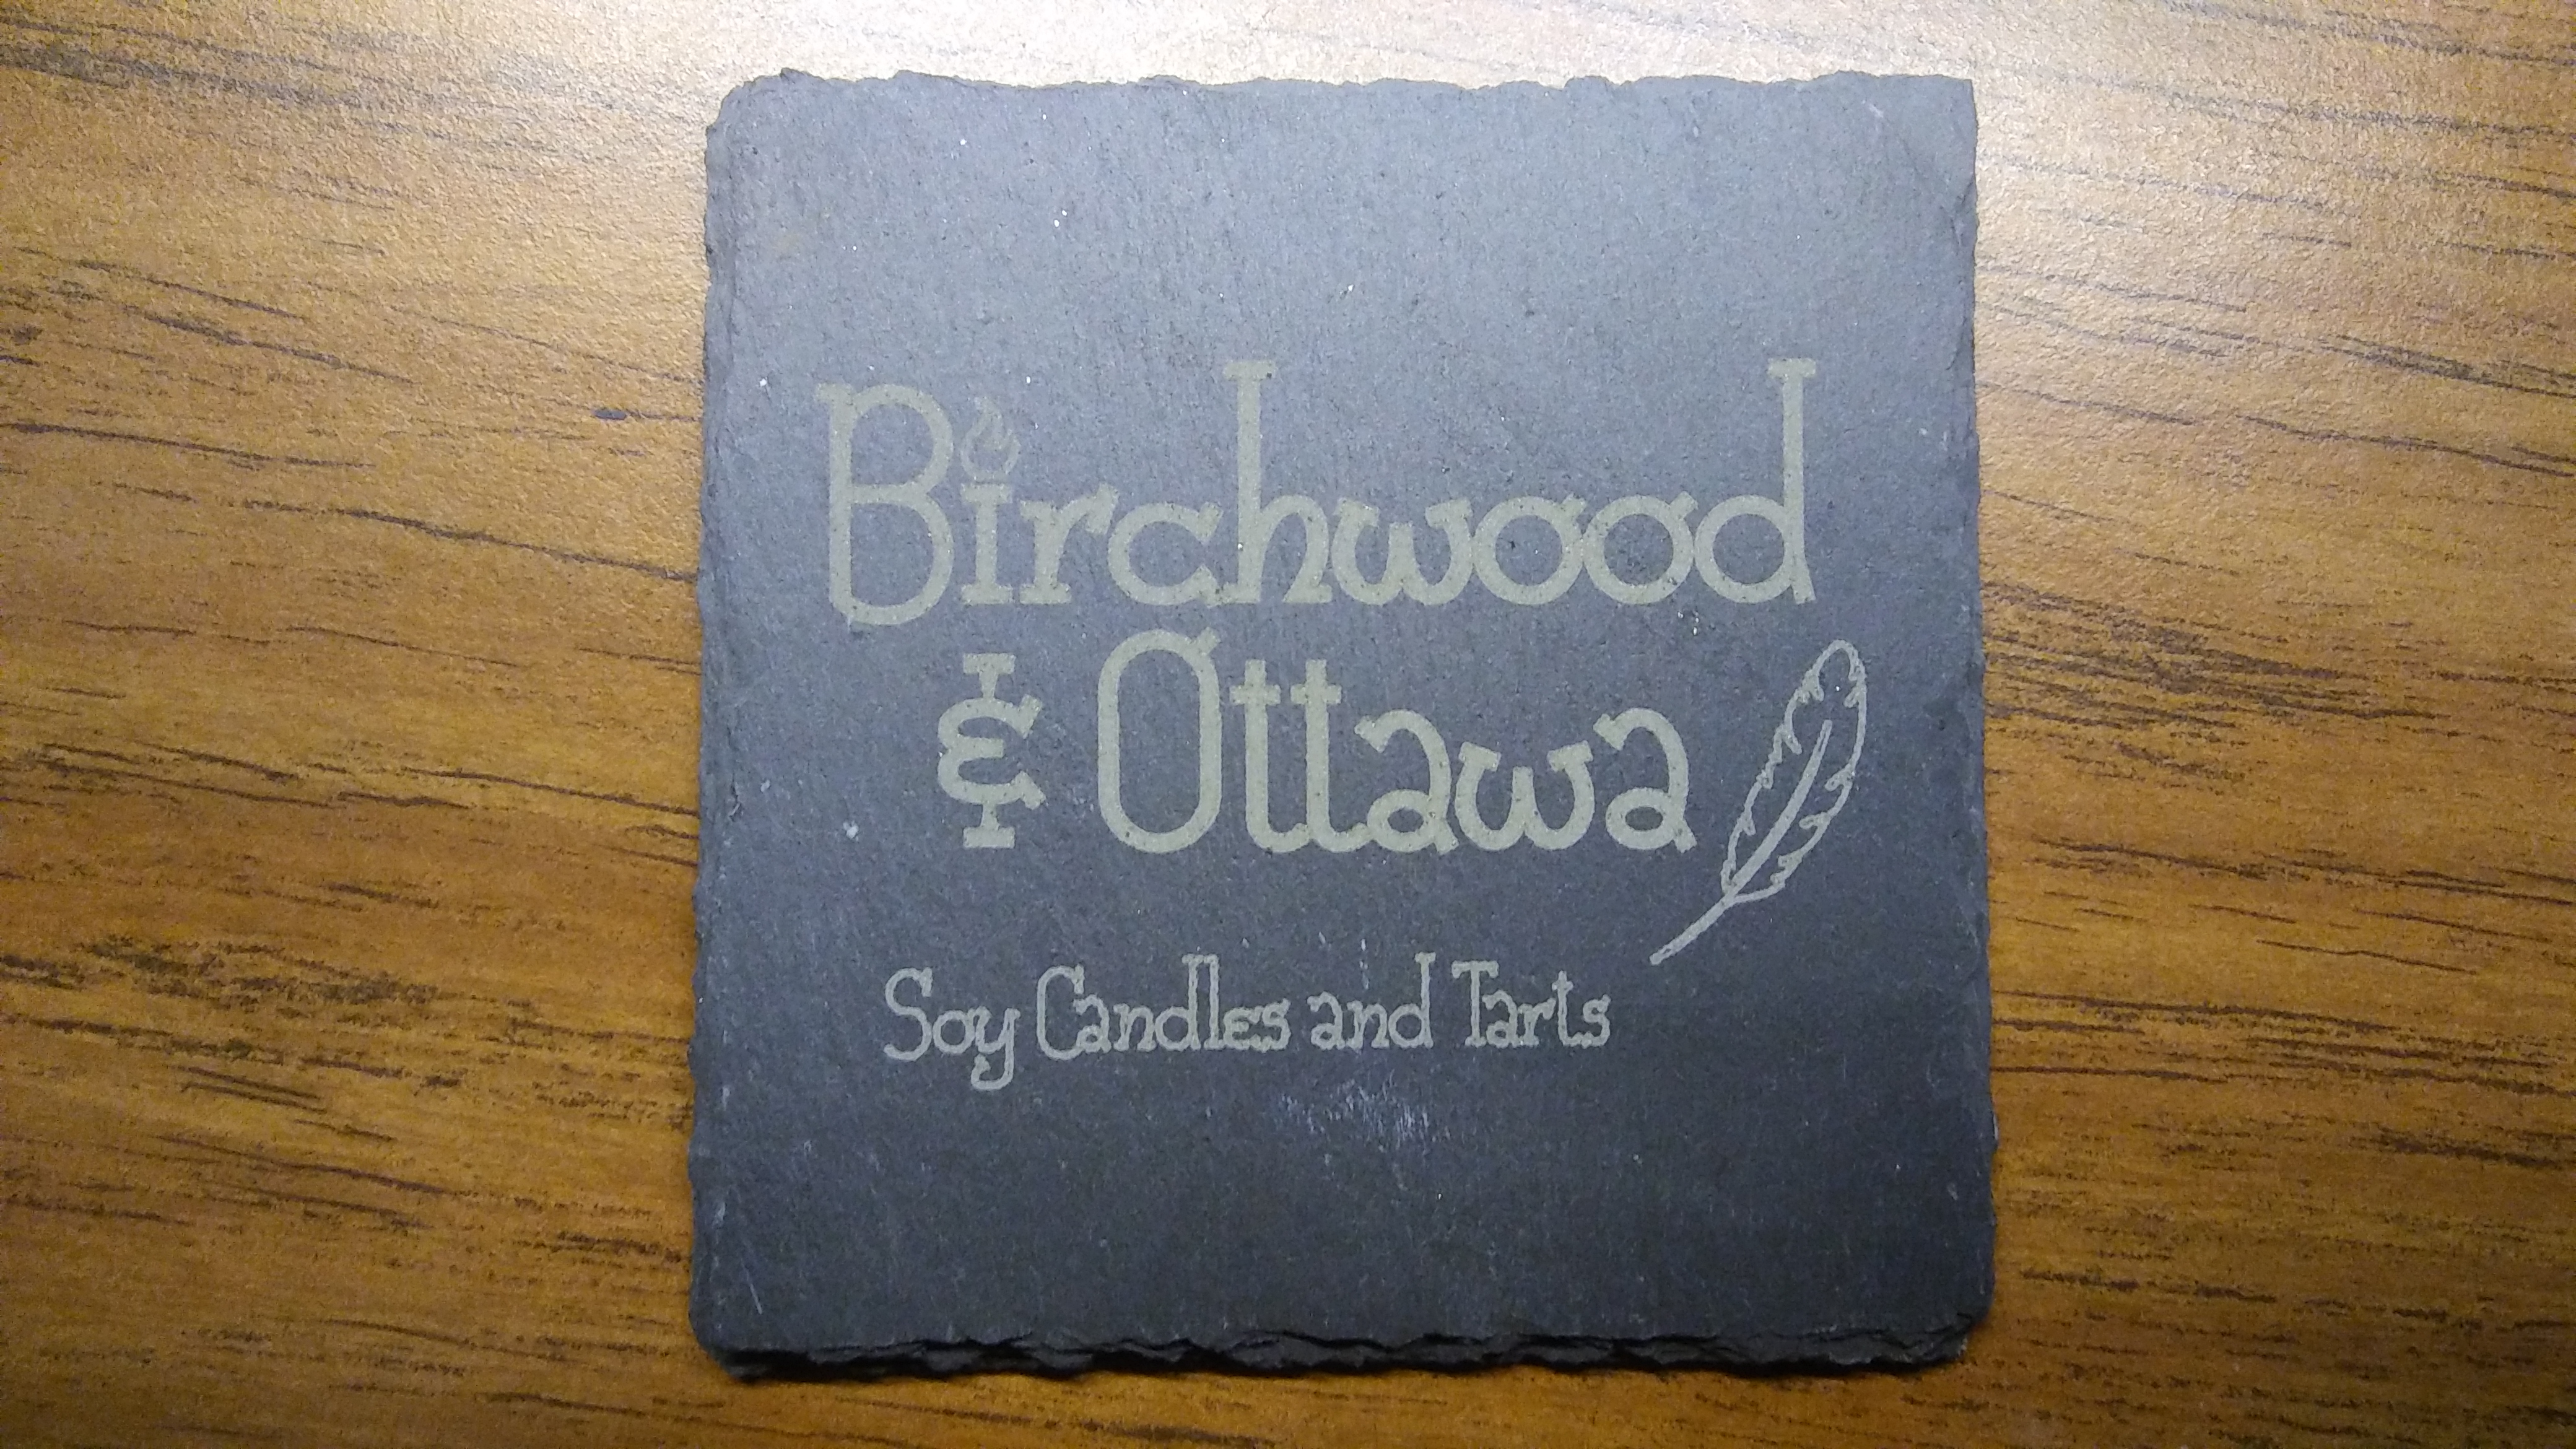 Birchwood
& Ottawa
Soy Candles and Tarts